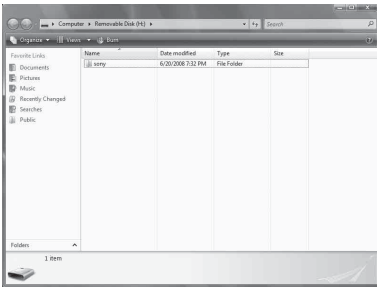 Computer ▸ Removable Disk (H:) ▸
Search
Organize Views Burn
Favorite Links
Documents
Pictures
Music
Recently Changed
Searches
Public
Folders
Name Date modified Type Size
sony 6/20/2008 7:32 PM File Folder
1 item